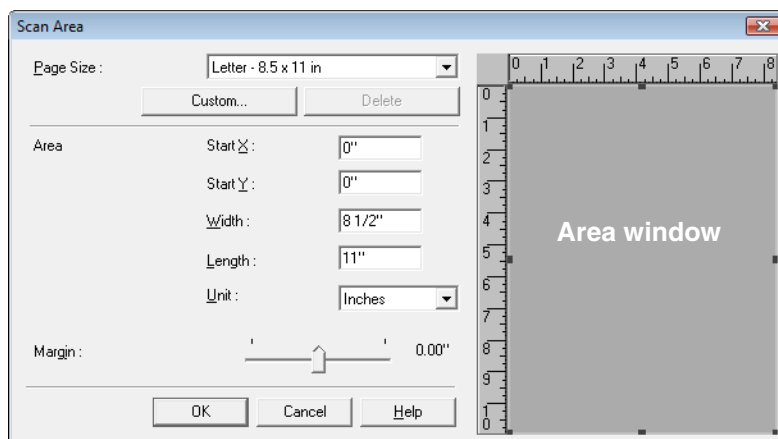 Scan Area
Page Size :
Letter - 8.5 x 11 in
Custom...
Delete
Area
Start X :
0"
Start Y :
0"
Width :
8 1/2"
Length :
11"
Unit :
Inches
Margin :
0.00"
OK
Cancel
Help
0 1 2 3 4 5 6 7 8
0
1
2
3
4
5
6
7
8
9
10
Area window